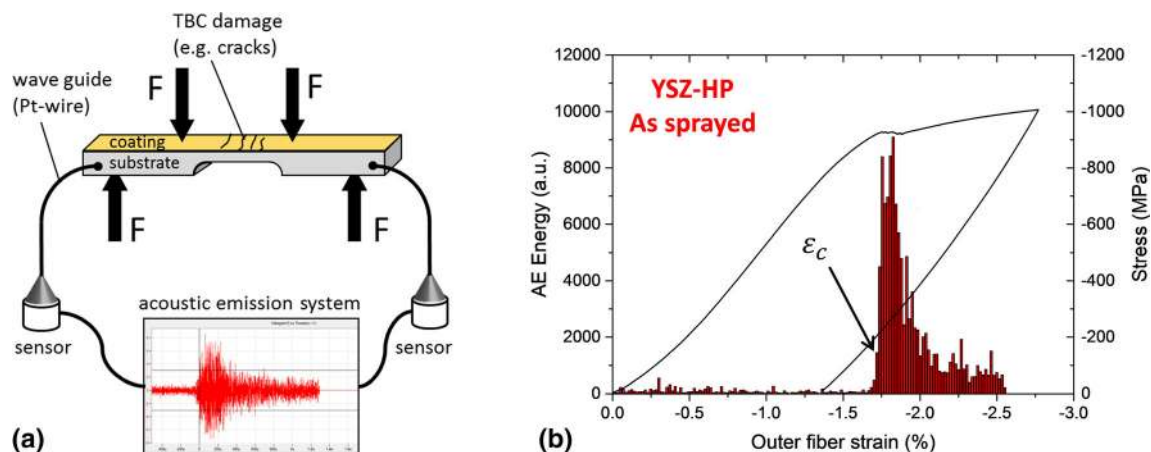 TBC damage
(e.g. cracks)
wave guide
(Pt-wire)
F
F
coating
substrate
F
F
acoustic emission system
sensor
sensor
(a)
12000
10000
8000
6000
4000
2000
0
AE Energy (a.u.)
YSZ-HP
As sprayed
εc
-1200
-1000
-800
-600
-400
-200
0
Stress (MPa)
0.0
-0.5
-1.0
-1.5
-2.0
-2.5
-3.0
Outer fiber strain (%)
(b)